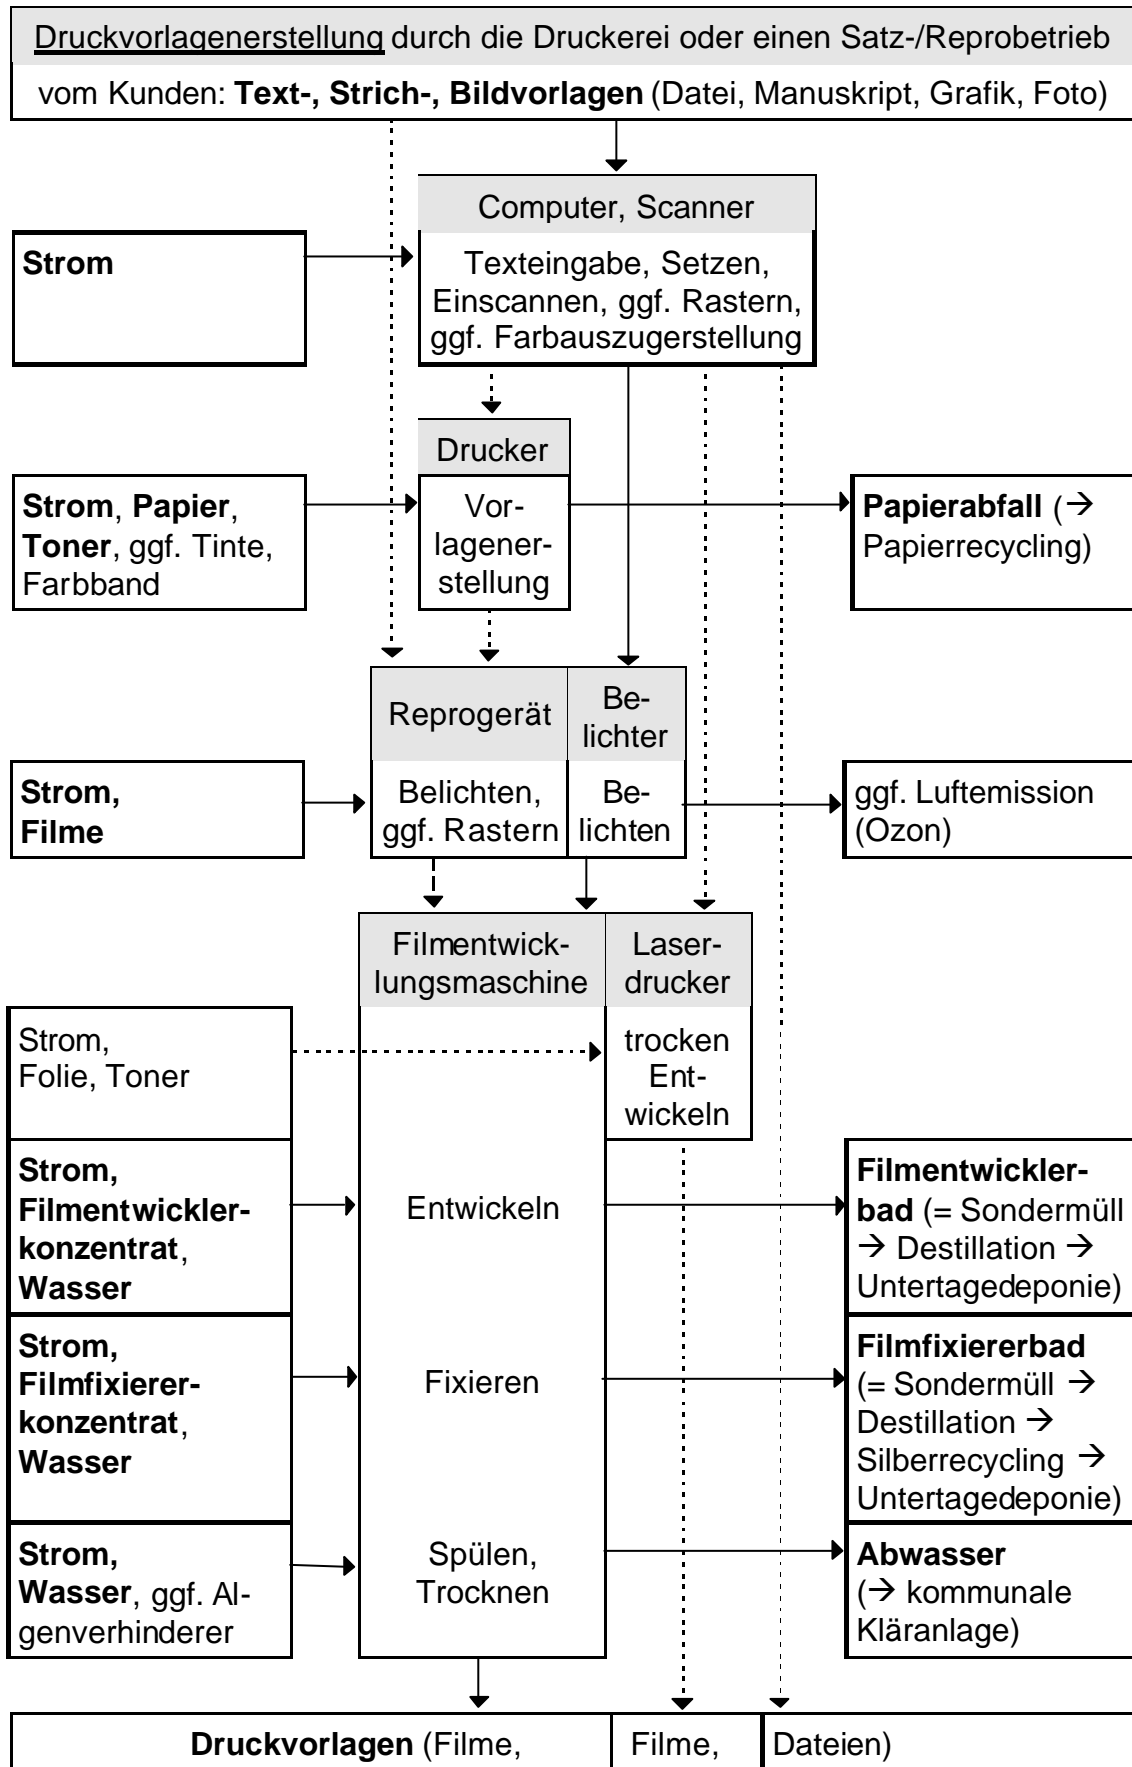 Druckvorlagenerstellung durch die Druckerei oder einen Satz-/Reprobetrieb
vom Kunden: Text-, Strich-, Bildvorlagen (Datei, Manuskript, Grafik, Foto)
Computer, Scanner
Strom
Texteingabe, Setzen,
Einscannen, ggf. Rastern,
ggf. Farbauszugerstellung
Drucker
Strom, Papier,
Toner, ggf. Tinte,
Farbband
Vor-
lagener-
stellung
Papierabfall (→
Papierrecycling)
Reprogerät
Be-
lichter
Strom,
Filme
Belichten,
ggf. Rastern
Be-
lichten
ggf. Luftemission
(Ozon)
Filmentwick-
lungsmaschine
Laser-
drucker
Strom,
Folie, Toner
trocken
Ent-
wickeln
Strom,
Filmentwickler-
konzentrat,
Wasser
Entwickeln
Filmentwickler-
bad (= Sondermüll
→ Destillation →
Untertagedeponie)
Strom,
Filmfixierer-
konzentrat,
Wasser
Fixieren
Filmfixiererbad
(= Sondermüll →
Destillation →
Silberrecycling →
Untertagedeponie)
Strom,
Wasser, ggf. Al-
genverhinderer
Spülen,
Trocknen
Abwasser
(→ kommunale
Kläranlage)
Druckvorlagen (Filme,
Filme,
Dateien)